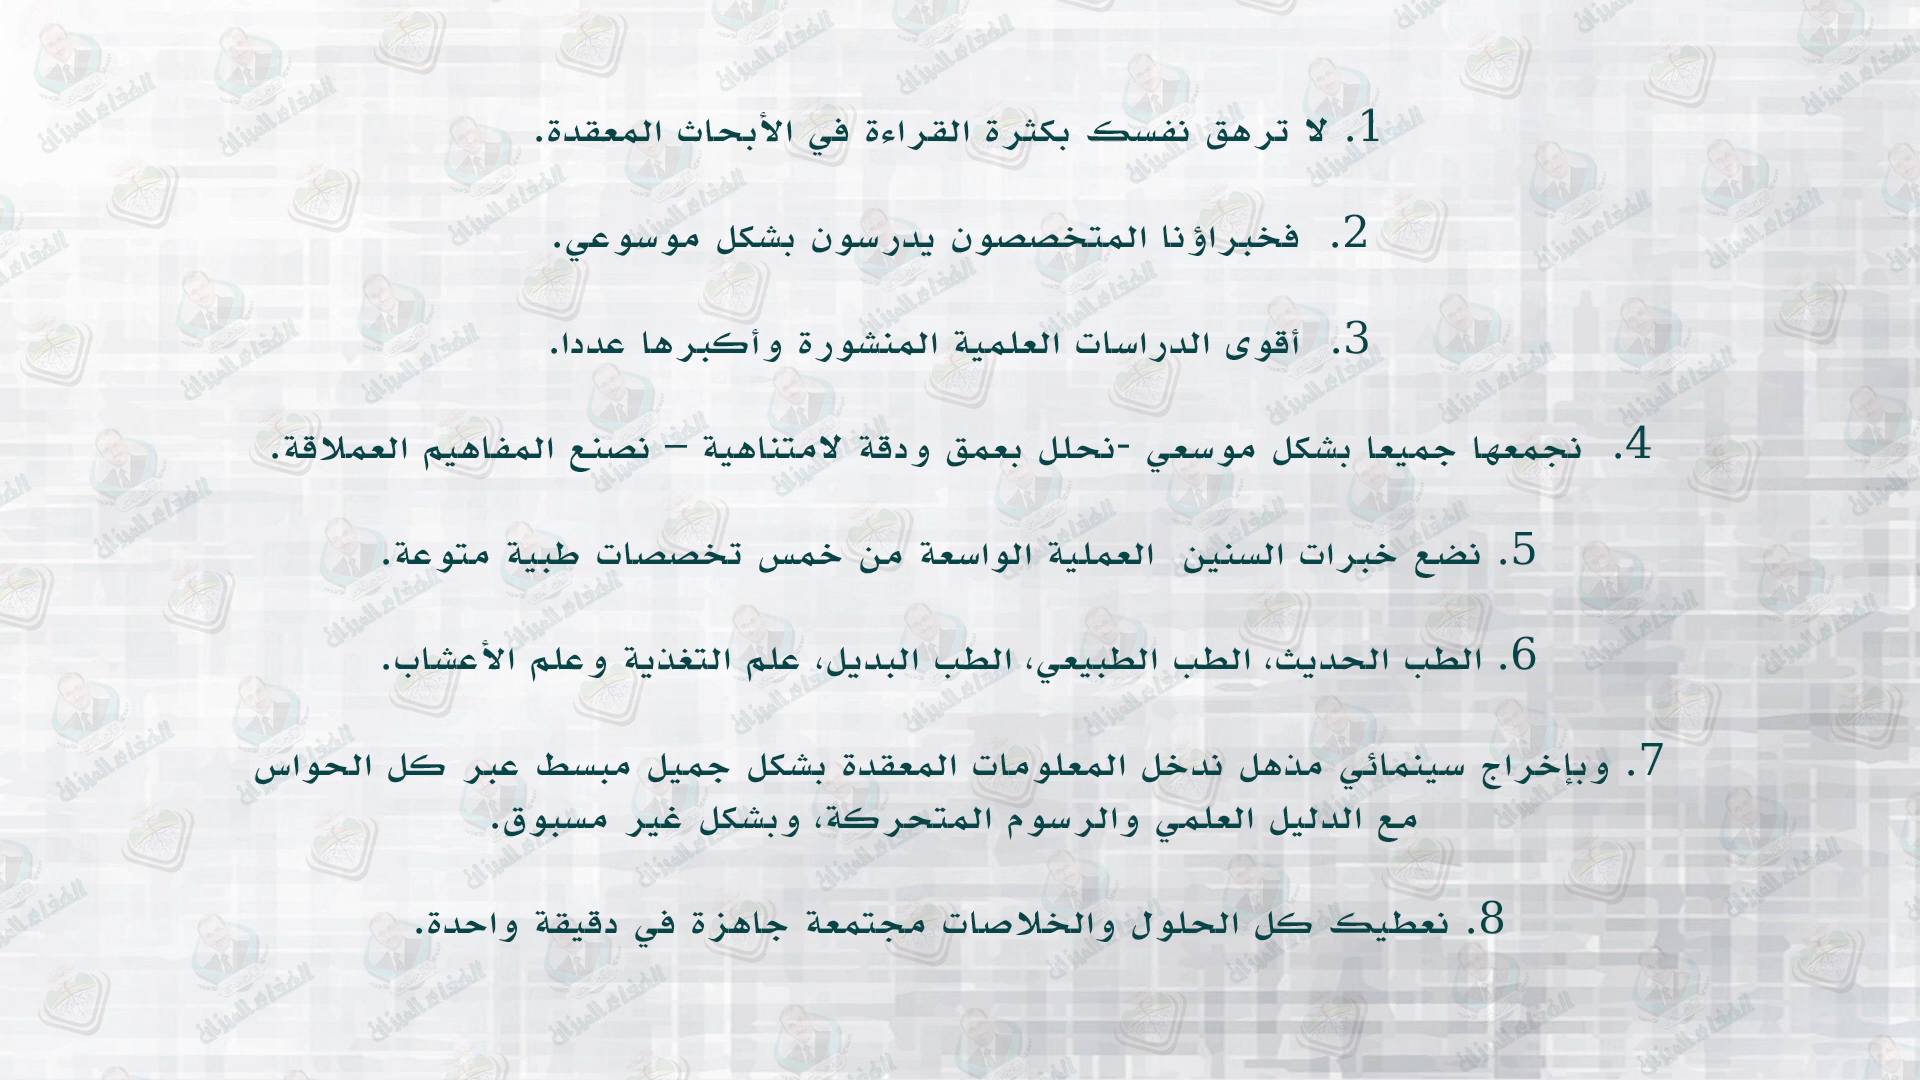 1. لا ترهق نفسك بكثرة القراءة في الأبحاث المعقدة.
2. فخبراؤنا المتخصصون يدرسون بشكل موسوعي.
3. أقوى الدراسات العلمية المنشورة وأكبرها عددا.
4. نجمعها جميعا بشكل موسعي -نحلل بعمق ودقة لامتناهية – نصنع المفاهيم العملاقة.
5. نضع خبرات السنين العملية الواسعة من خمس تخصصات طبية متوعة.
6. الطب الحديث، الطب الطبيعي، الطب البديل، علم التغذية وعلم الأعشاب.
7. وبإخراج سينمائي مذهل ندخل المعلومات المعقدة بشكل جميل مبسط عبر كل الحواس
مع الدليل العلمي والرسوم المتحركة، وبشكل غير مسبوق.
8. نعطيك كل الحلول والخلاصات مجتمعة جاهزة في دقيقة واحدة.